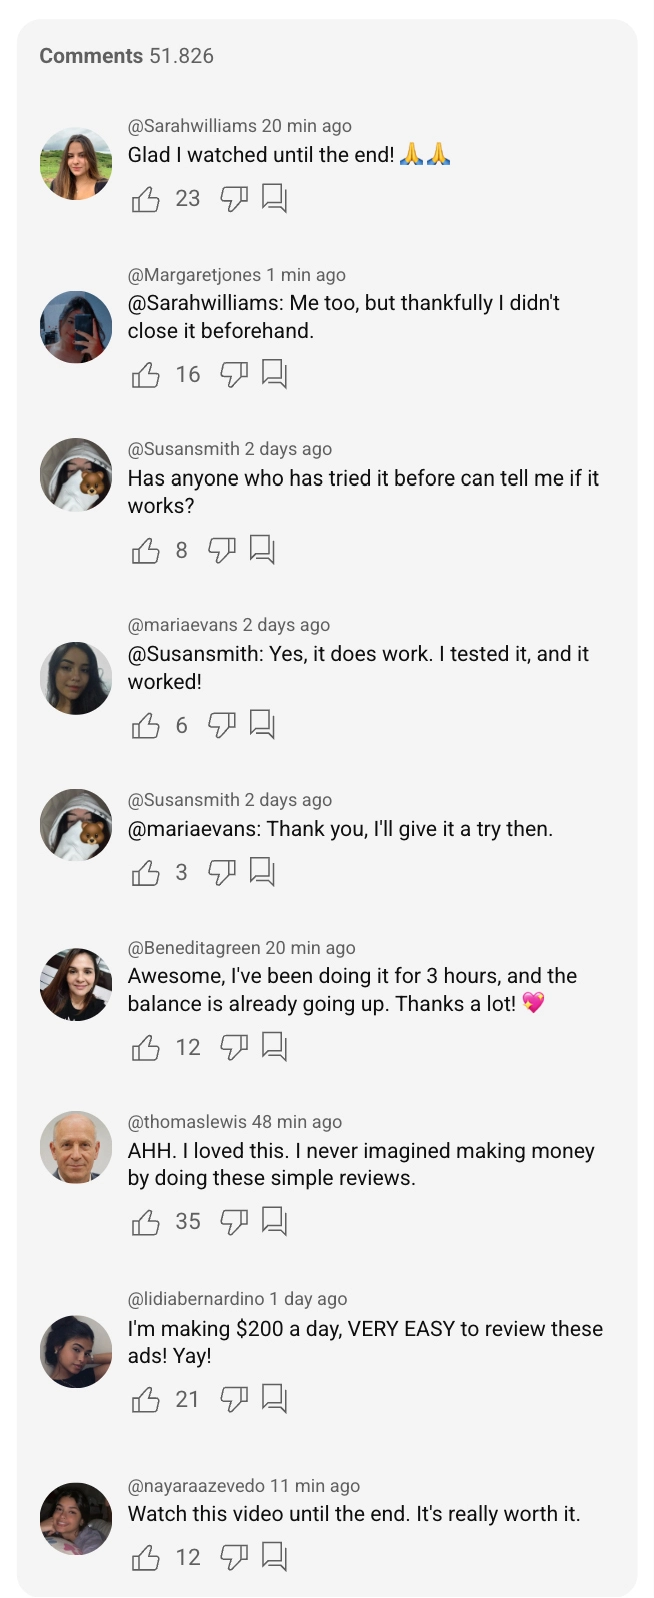 Comments 51.826
@Sarahwilliams 20 min ago
Glad I watched until the end! 🙏🙏
23
@Margaretjones 1 min ago
@Sarahwilliams: Me too, but thankfully I didn't
close it beforehand.
16
@Susansmith 2 days ago
Has anyone who has tried it before can tell me if it
works?
8
@mariaevans 2 days ago
@Susansmith: Yes, it does work. I tested it, and it
worked!
6
@Susansmith 2 days ago
@mariaevans: Thank you, I'll give it a try then.
3
@Beneditagreen 20 min ago
Awesome, I've been doing it for 3 hours, and the
balance is already going up. Thanks a lot! 💖
12
@thomaslewis 48 min ago
AHH. I loved this. I never imagined making money
by doing these simple reviews.
35
@lidiabernardino 1 day ago
I'm making $200 a day, VERY EASY to review these
ads! Yay!
21
@nayaraazevedo 11 min ago
Watch this video until the end. It's really worth it.
12